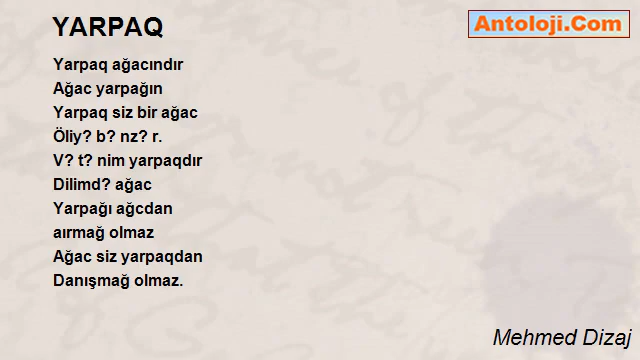 YARPAQ
Antoloji.Com
Yarpaq ağacındır
Ağac yarpağın
Yarpaq siz bir ağac
Öliy? b? nz? r.
V? t? nim yarpaqdır
Dilimd? ağac
Yarpağı ağcdan
aırmağ olmaz
Ağac siz yarpaqdan
Danışmağ olmaz.
Mehmed Dizaj